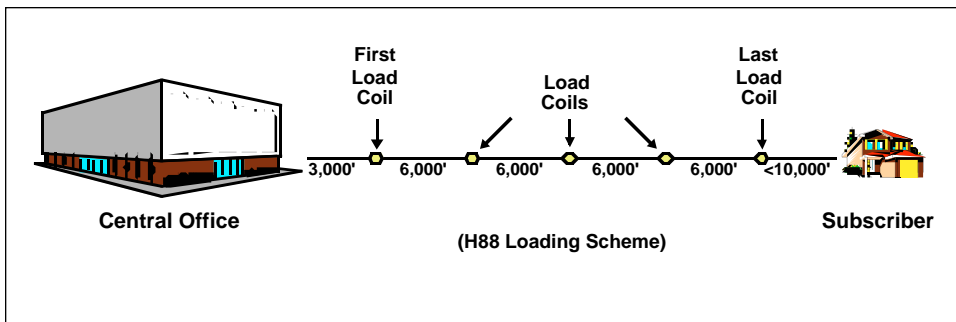 First
Load
Coil
Load
Coils
Last
Load
Coil
3,000' 6,000' 6,000' 6,000' 6,000' <10,000'
Central Office
Subscriber
(H88 Loading Scheme)